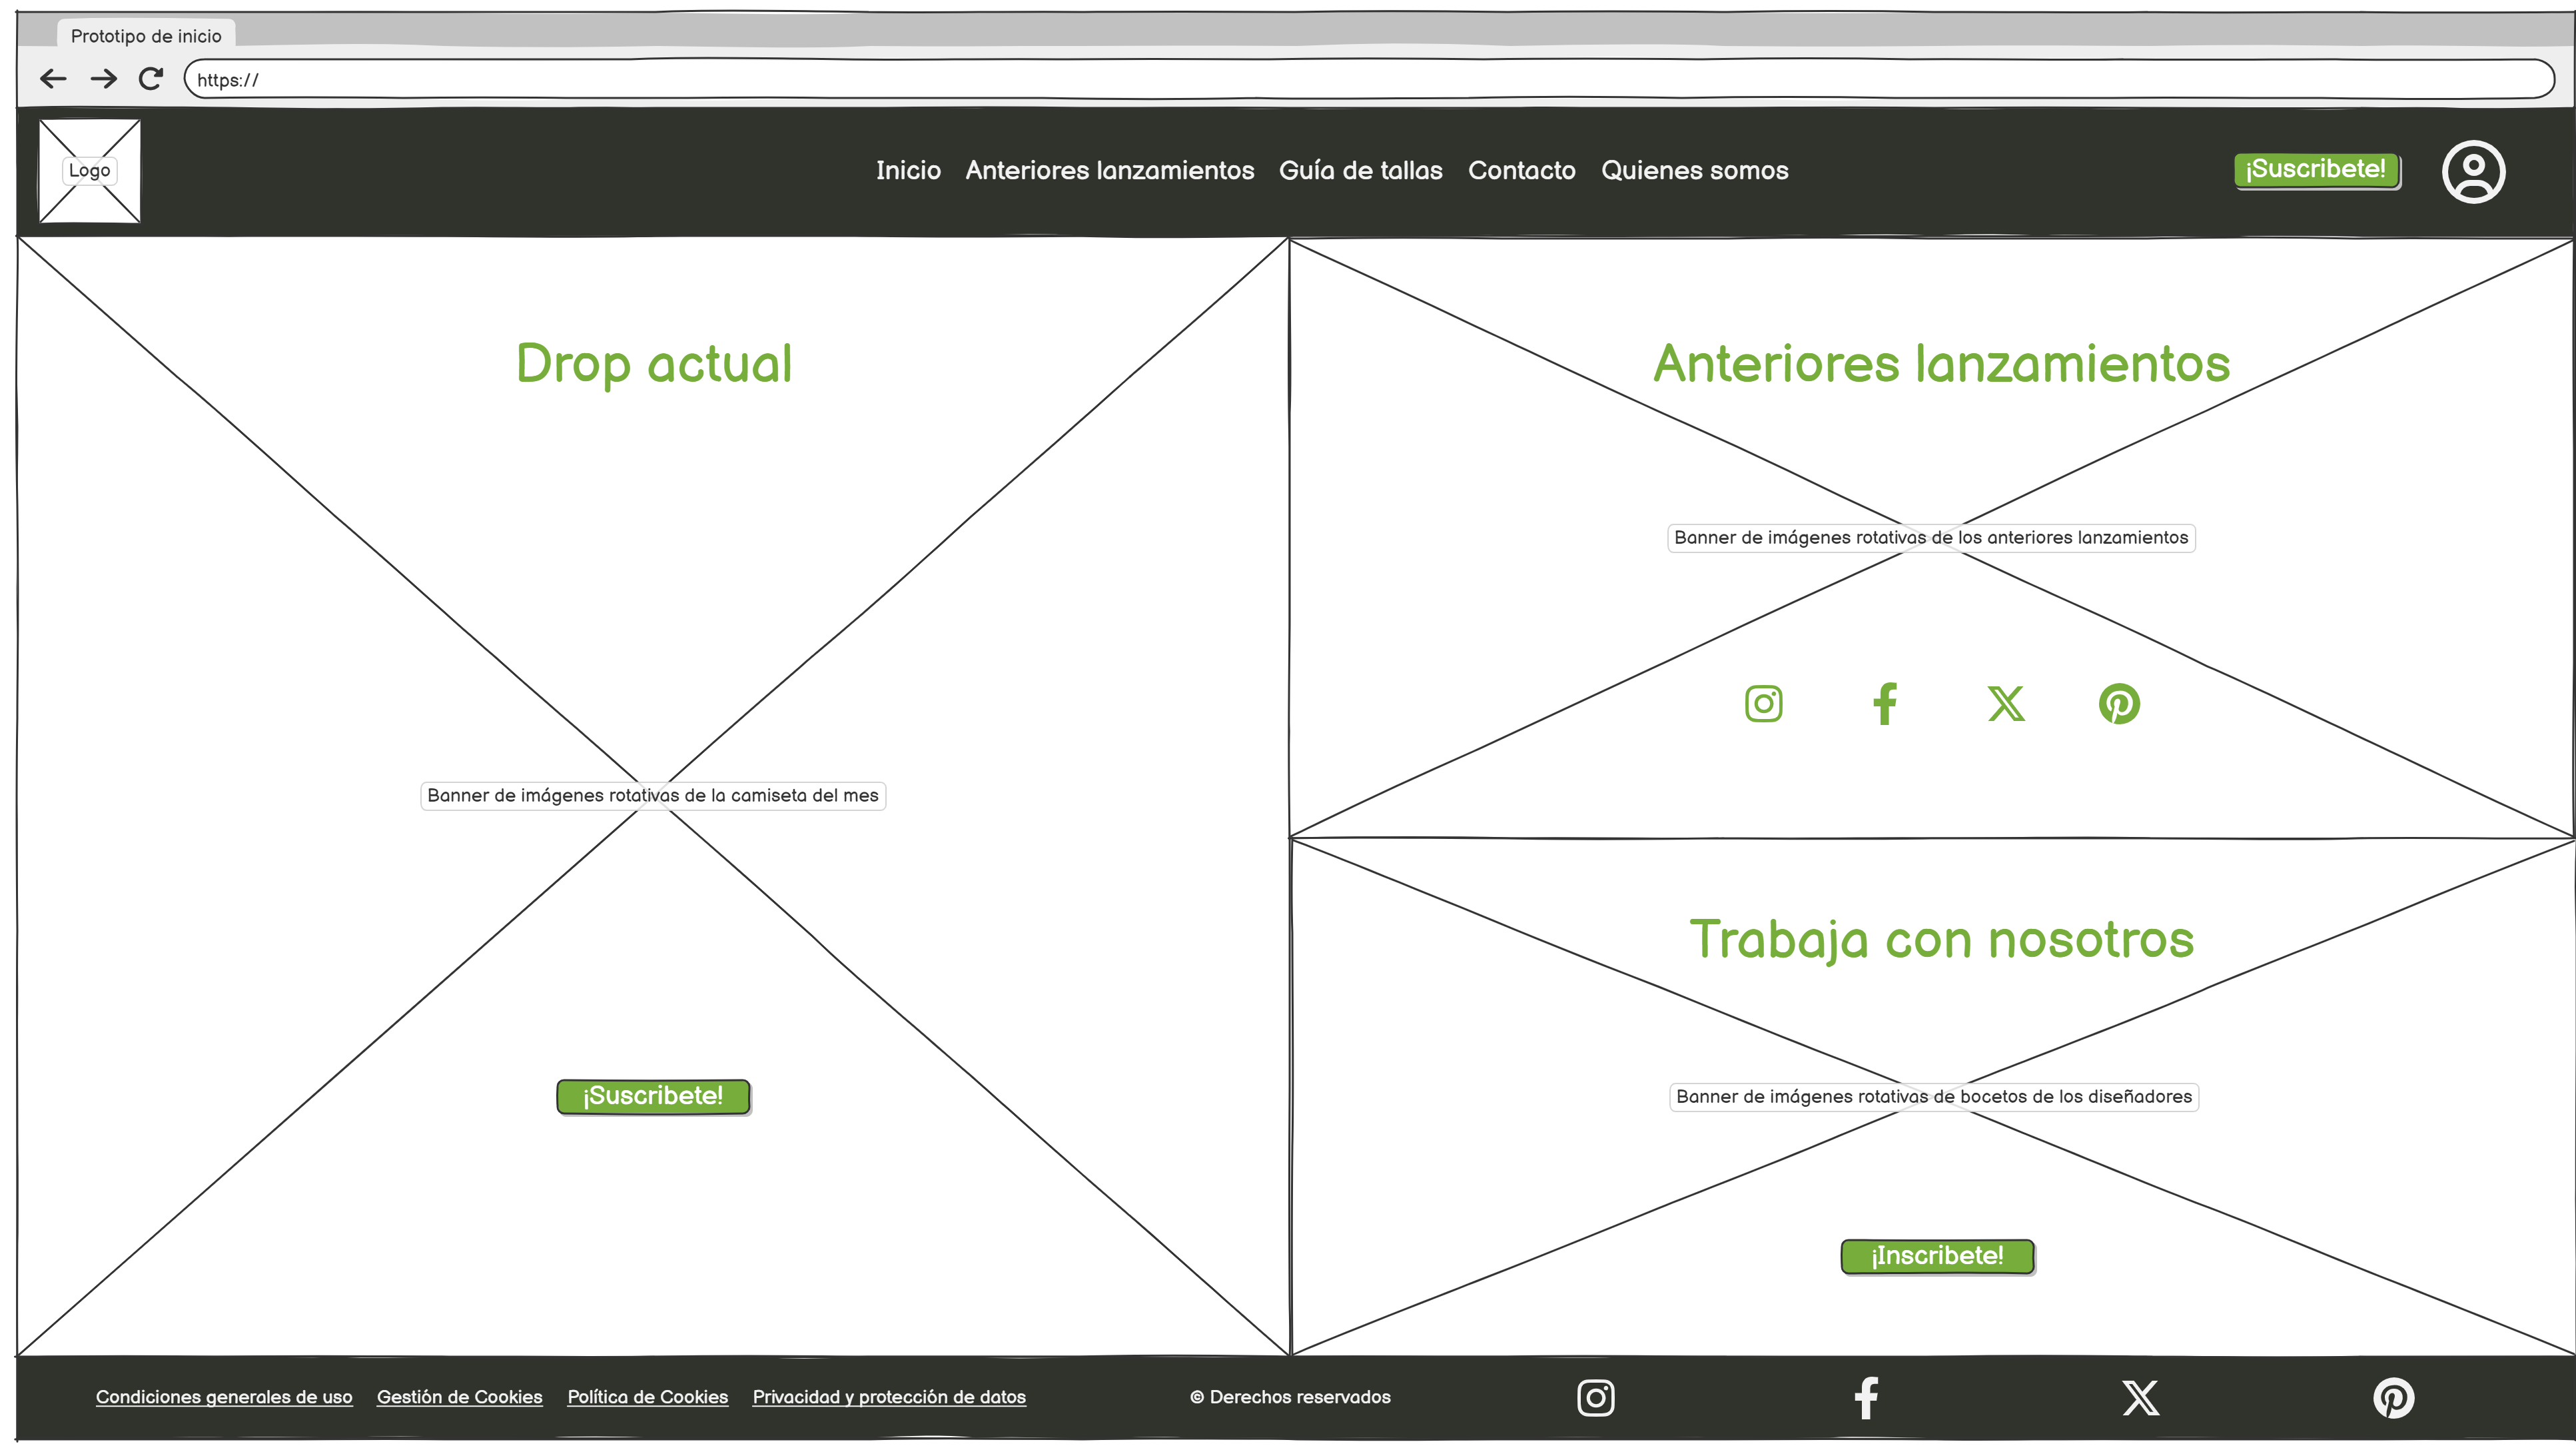 Prototipo de inicio
https://
Logo
Inicio Anteriores lanzamientos Guía de tallas Contacto Quienes somos
¡Suscribete!
Drop actual
Banner de imágenes rotativas de la camiseta del mes
¡Suscribete!
Anteriores lanzamientos
Banner de imágenes rotativas de los anteriores lanzamientos
Trabaja con nosotros
Banner de imágenes rotativas de bocetos de los diseñadores
¡Inscribete!
Condiciones generales de uso Gestión de Cookies Política de Cookies Privacidad y protección de datos
© Derechos reservados